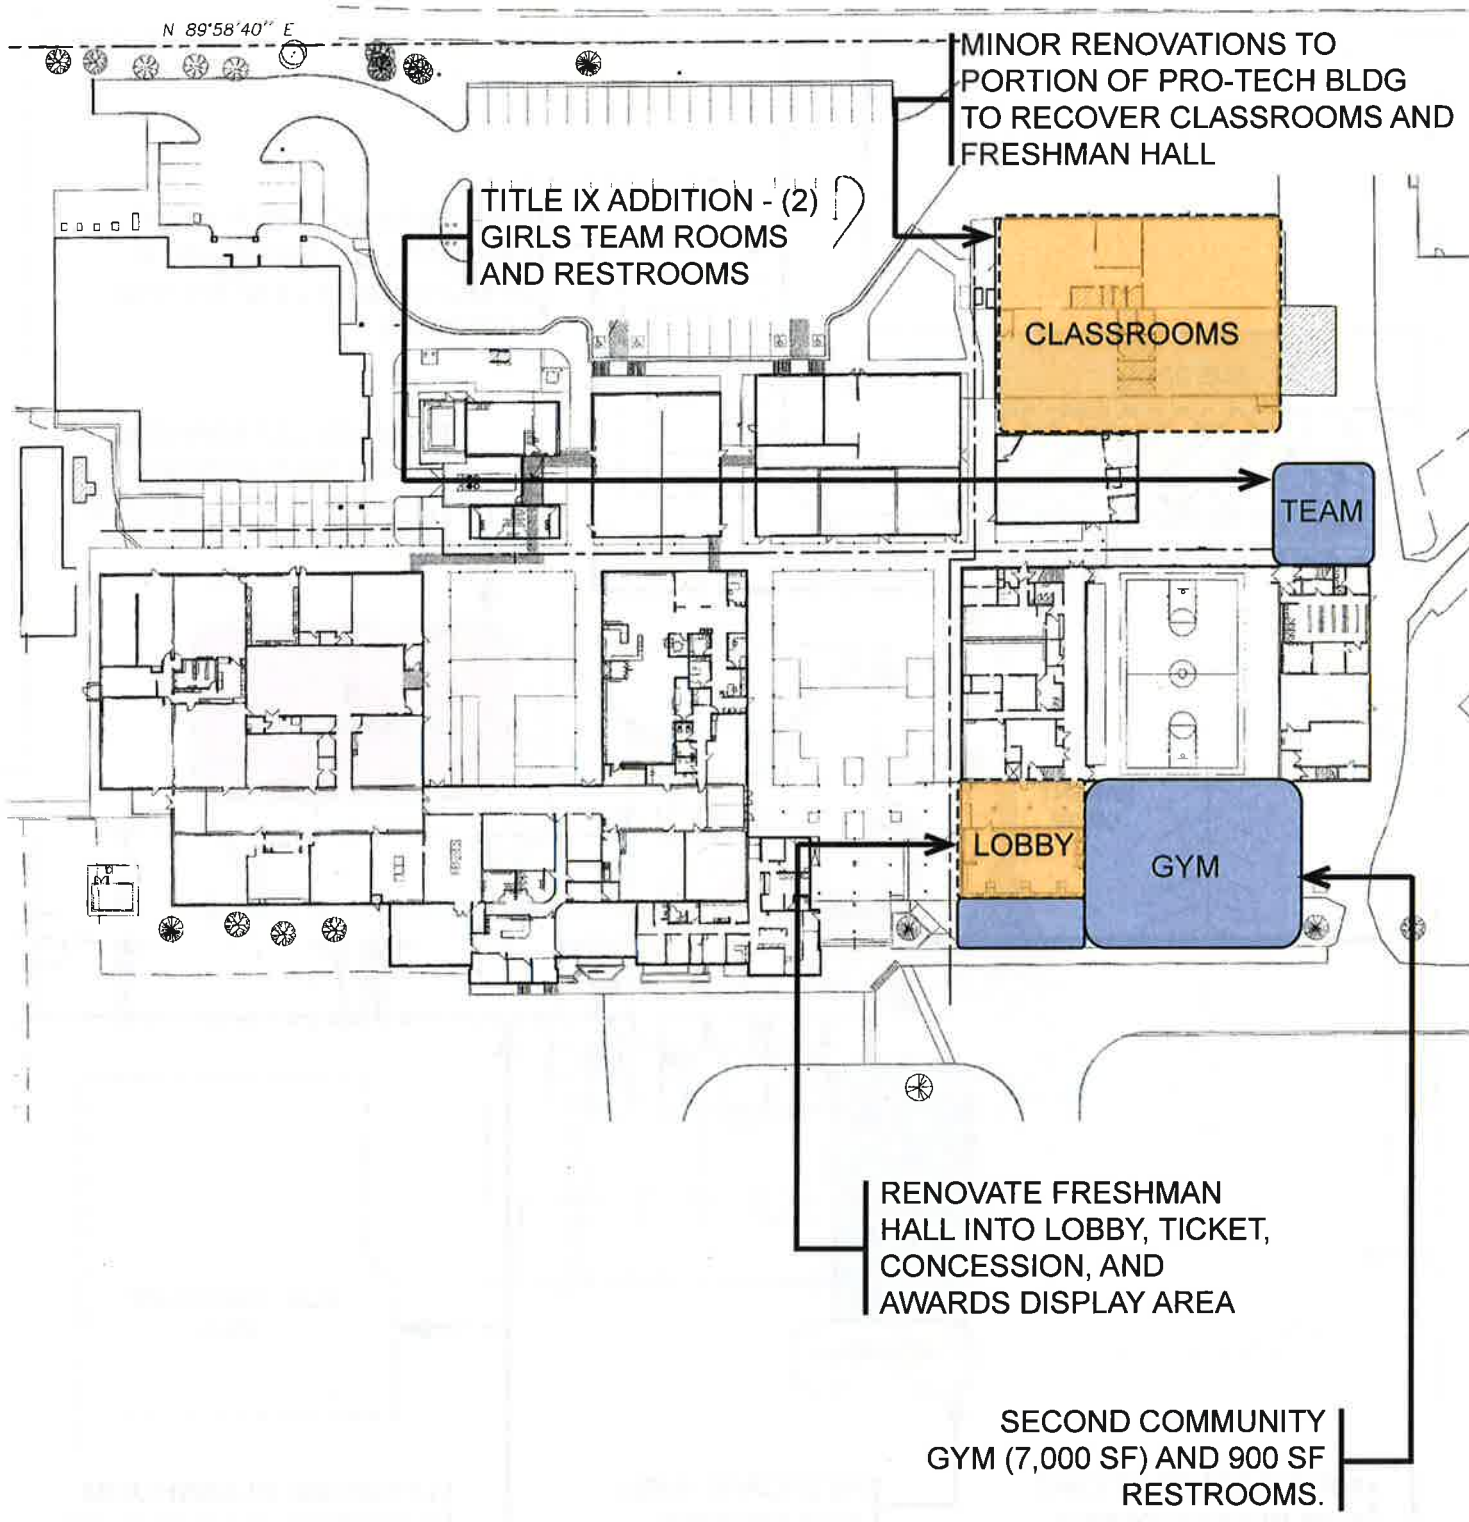 N 89°58'40" E
MINOR RENOVATIONS TO
PORTION OF PRO-TECH BLDG
TO RECOVER CLASSROOMS AND
FRESHMAN HALL
TITLE IX ADDITION - (2)
GIRLS TEAM ROOMS
AND RESTROOMS
CLASSROOMS
TEAM
LOBBY
GYM
RENOVATE FRESHMAN
HALL INTO LOBBY, TICKET,
CONCESSION, AND
AWARDS DISPLAY AREA
SECOND COMMUNITY
GYM (7,000 SF) AND 900 SF
RESTROOMS.